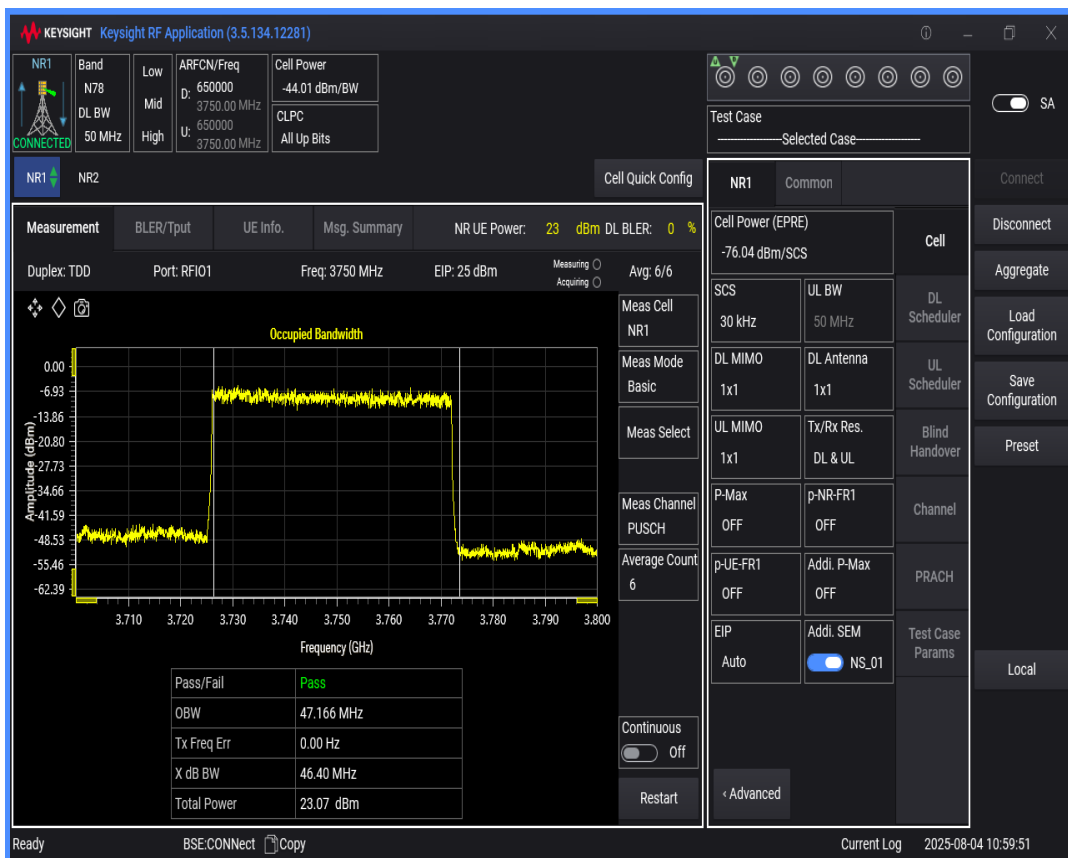 KEYSIGHT Keysight RF Application (3.5.134.12281)
NR1
CONNECTED
Band
N78
DL BW
50 MHz
Low
Mid
High
ARFCN/Freq
D: 650000
3750.00 MHz
U: 650000
3750.00 MHz
Cell Power
-44.01 dBm/BW
CLPC
All Up Bits
Test Case
Selected Case
SA
NR1
NR2
Cell Quick Config
Measurement BLER/Tput UE Info. Msg. Summary NR UE Power: 23 dBm DL BLER: 0 %
Duplex: TDD Port: RFIO1 Freq: 3750 MHz EIP: 25 dBm Measuring Acquiring Avg: 6/6
Occupied Bandwidth
Amplitude (dBm)
0.00
-6.93
-13.86
-20.80
-27.73
-34.66
-41.59
-48.53
-55.46
-62.39
3.710 3.720 3.730 3.740 3.750 3.760 3.770 3.780 3.790 3.800
Frequency (GHz)
Pass/Fail Pass
OBW 47.166 MHz
Tx Freq Err 0.00 Hz
X dB BW 46.40 MHz
Total Power 23.07 dBm
Meas Cell
NR1
Meas Mode
Basic
Meas Select
Meas Channel
PUSCH
Average Count
6
Continuous
Off
Restart
NR1 Common
Cell Power (EPRE)
-76.04 dBm/SCS
SCS
30 kHz
UL BW
50 MHz
DL MIMO
1x1
DL Antenna
1x1
UL MIMO
1x1
Tx/Rx Res.
DL & UL
P-Max
OFF
p-NR-FR1
OFF
p-UE-FR1
OFF
Addi. P-Max
OFF
EIP
Auto
Addi. SEM
NS_01
‹ Advanced
Cell
DL
Scheduler
UL
Scheduler
Blind
Handover
Channel
PRACH
Test Case
Params
Connect
Disconnect
Aggregate
Load
Configuration
Save
Configuration
Preset
Local
Ready BSE:CONNect Copy Current Log 2025-08-04 10:59:51